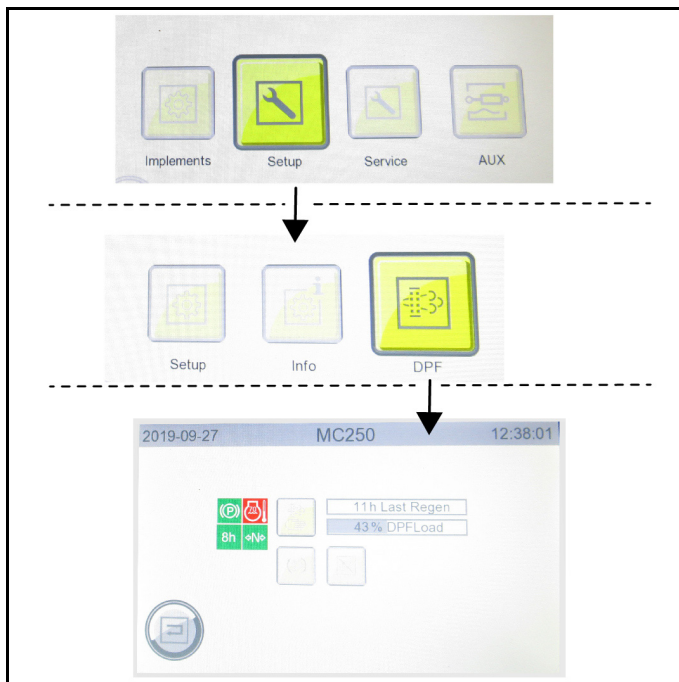 Implements Setup Service AUX
Setup Info DPF
2019-09-27 MC250 12:38:01
11h Last Regen
43% DPFLoad
(P)
8h N